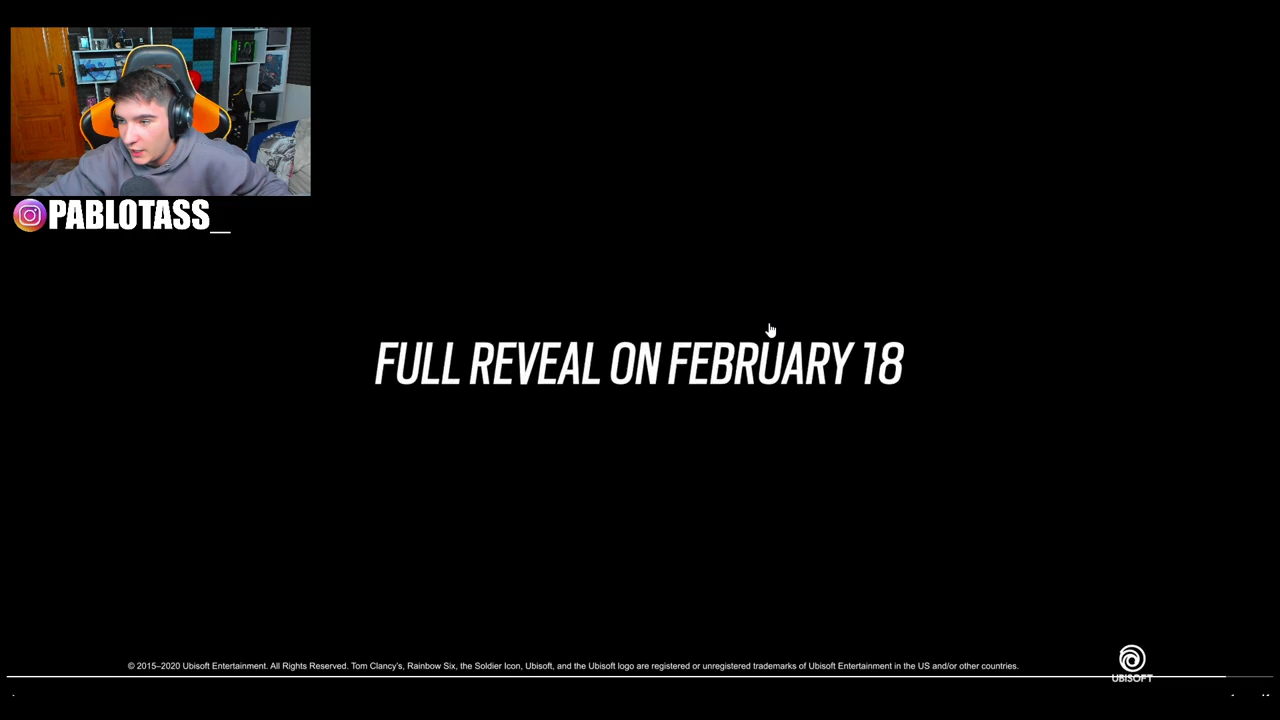 PABLOTASS_
FULL REVEAL ON FEBRUARY 18
© 2015–2020 Ubisoft Entertainment. All Rights Reserved. Tom Clancy's, Rainbow Six, the Soldier Icon, Ubisoft, and the Ubisoft logo are registered or unregistered trademarks of Ubisoft Entertainment in the US and/or other countries.
UBISOFT